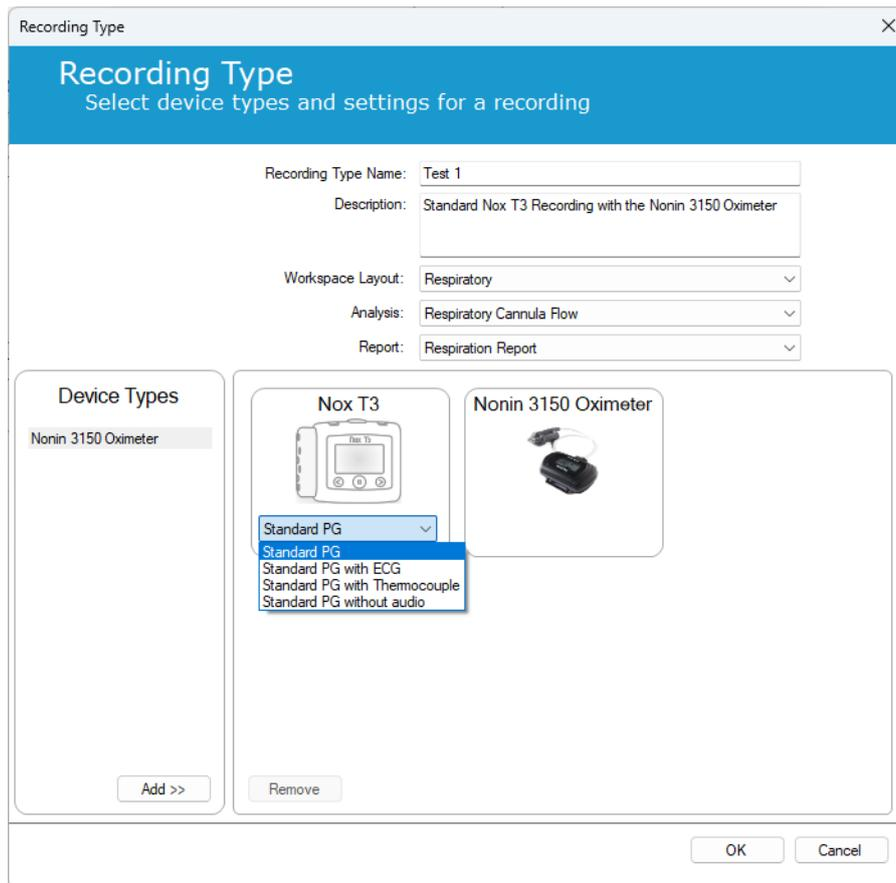 Recording Type
Recording Type
Select device types and settings for a recording
Recording Type Name:
Test 1
Description:
Standard Nox T3 Recording with the Nonin 3150 Oximeter
Workspace Layout:
Respiratory
Analysis:
Respiratory Cannula Flow
Report:
Respiration Report
Device Types
Nonin 3150 Oximeter
Add >>
Nox T3
Nox T3
Standard PG
Standard PG
Standard PG with ECG
Standard PG with Thermocouple
Standard PG without audio
Nonin 3150 Oximeter
Remove
OK
Cancel